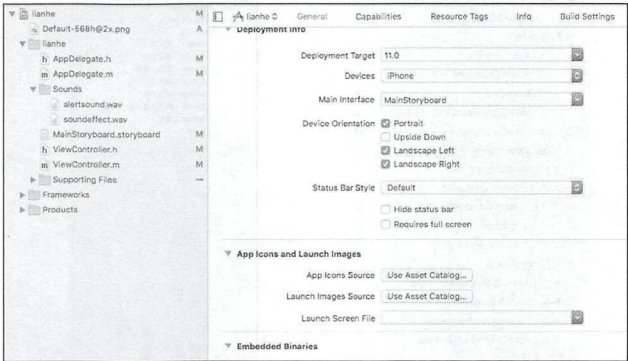 lianhe M
Default-568h@2x.png A
lianhe
h AppDelegate.h M
m AppDelegate.m M
Sounds
alertsound.wav
soundeffect.wav
MainStoryboard.storyboard M
h ViewController.h M
m ViewController.m M
Supporting Files
Frameworks
Products
lianhe General Capabilities Resource Tags Info Build Settings
Deployment Info
Deployment Target 11.0
Devices iPhone
Main Interface MainStoryboard
Device Orientation Portrait
Upside Down
Landscape Left
Landscape Right
Status Bar Style Default
Hide status bar
Requires full screen
App Icons and Launch Images
App Icons Source Use Asset Catalog...
Launch Images Source Use Asset Catalog...
Launch Screen File
Embedded Binaries